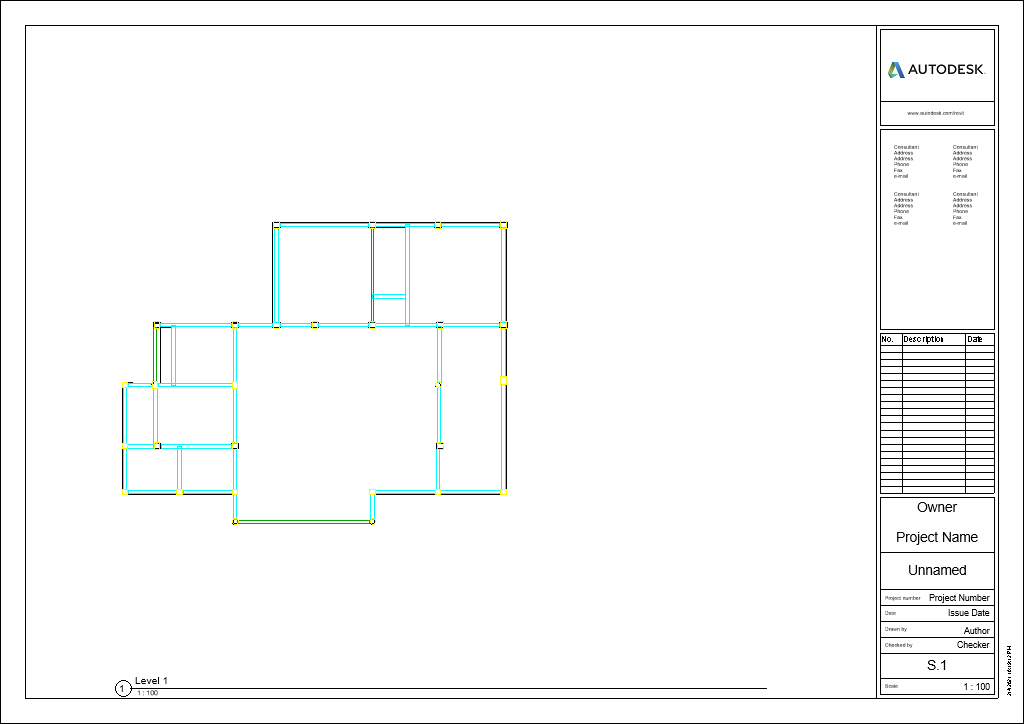 AUTODESK.
www.autodesk.com/revit
Consultant Consultant
Address Address
Address Address
Phone Phone
Fax Fax
e-mail e-mail
Consultant Consultant
Address Address
Address Address
Phone Phone
Fax Fax
e-mail e-mail
No. Description Date
Owner
Project Name
Unnamed
Project number Project Number
Date Issue Date
Drawn by Author
Checked by Checker
S.1
Scale 1 : 100
1 Level 1
1 : 100